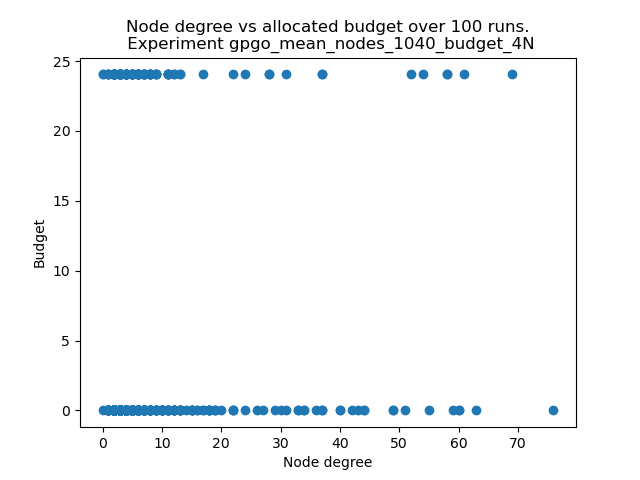 Node degree vs allocated budget over 100 runs.
Experiment gpgo_mean_nodes_1040_budget_4N
25
20
15
10
5
0
Budget
0 10 20 30 40 50 60 70
Node degree